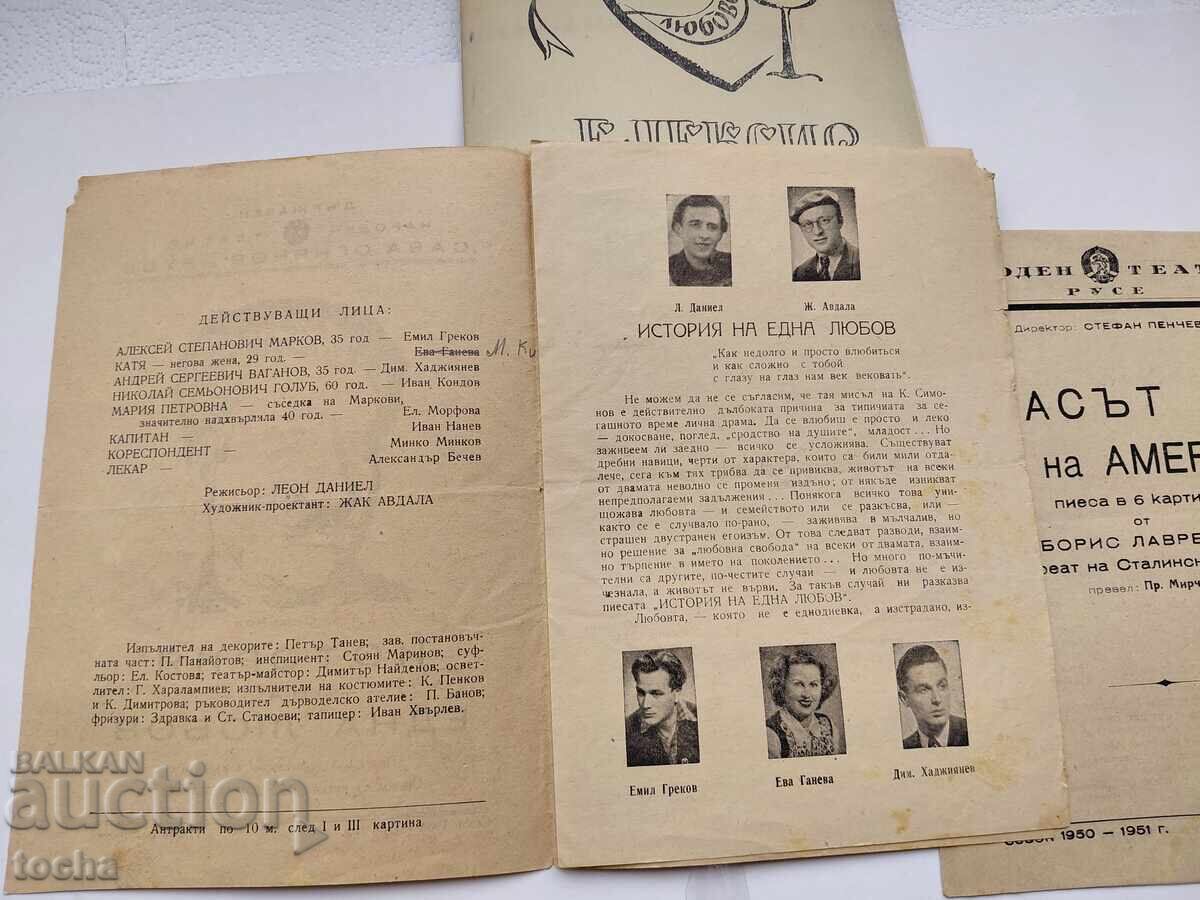 ЛЮБОВ
ДЕЙСТВУВАЩИ ЛИЦА:
АЛЕКСЕЙ СТЕПАНОВИЧ МАРКОВ, 35 год — Емил Греков
КАТЯ — негова жена, 29 год. — Ева Ганева М. Ки
АНДРЕЙ СЕРГЕЕВИЧ ВАГАНОВ, 35 год.— Дим. Хаджиянев
НИКОЛАЙ СЕМЬОНОВИЧ ГОЛУБ, 60 год. — Иван Кондов
МАРИЯ ПЕТРОВНА — съседка на Маркови,
значително надхвърляла 40 год. — Ел. Морфова
КАПИТАН — Иван Нанев
КОРЕСПОНДЕНТ — Минко Минков
ЛЕКАР — Александър Бечев
Режисьор: ЛЕОН ДАНИЕЛ
Художник-проектант: ЖАК АВДАЛА
Изпълнител на декорите: Петър Танев; зав. постановъч-
ната част: П. Панайотов; инспициент: Стоян Маринов; суф-
льор: Ел. Костова; театър-майстор: Димитър Найденов; освет-
лител: Г. Харалампиев; изпълнители на костюмите: К. Пенков
и К. Димитрова; ръководител дърводелско ателие: П. Банов;
фризури: Здравка и Ст. Станоеви; тапицер: Иван Хвърлев.
Антракти по 10 м. след I и III картина
Л. Даниел Ж. Авдала
ИСТОРИЯ НА ЕДНА ЛЮБОВ
„Как недолго и просто влюбиться
и как сложно с тобой
с глазу на глаз нам век вековать".
Не можем да не се съгласим, че тая мисъл на К. Симо-
нов е действително дълбоката причина за типичната за се-
гашното време лична драма. Да се влюбиш е просто и леко
— докосване, поглед, „сродство на душите", младост... Но
заживеем ли заедно — всичко се усложнява. Съществуват
дребни навици, черти от характера, които са били мили отда-
лече, сега към тях трябва да се привиква, животът на всеки
от двамата неволно се променя издъно; от някъде изникват
непредполагаеми задължения... Понякога всичко това уни-
щожава любовта — и семейството или се разкъсва, или —
както се е случвало по-рано, — заживява в мълчалив, но
страшен двустранен егоизъм. От това следват разводи, взаим-
но решение за „любовна свобода" на всеки от двамата, взаим-
но търпение в името на поколението... Но много по-мъчи-
телни са другите, по-честите случаи — и любовта не е из-
чезнала, а животът не върви. За такъв случай ни разказва
пиесата „ИСТОРИЯ НА ЕДНА ЛЮБОВ".
Любовта, — която не е еднодневка, а изстрадано, из-
Емил Греков Ева Ганева Дим. Хаджиянев
ОДЕН ТЕАТ
РУСЕ
Директор: СТЕФАН ПЕНЧЕВ
АСЪТ
на АМЕР
пиеса в 6 карти
от
БОРИС ЛАВРЕ
реат на Сталинск
превел: Пр. Мирч
СЕЗОН 1950 — 1951 г.
BALKAN
auction
tocha